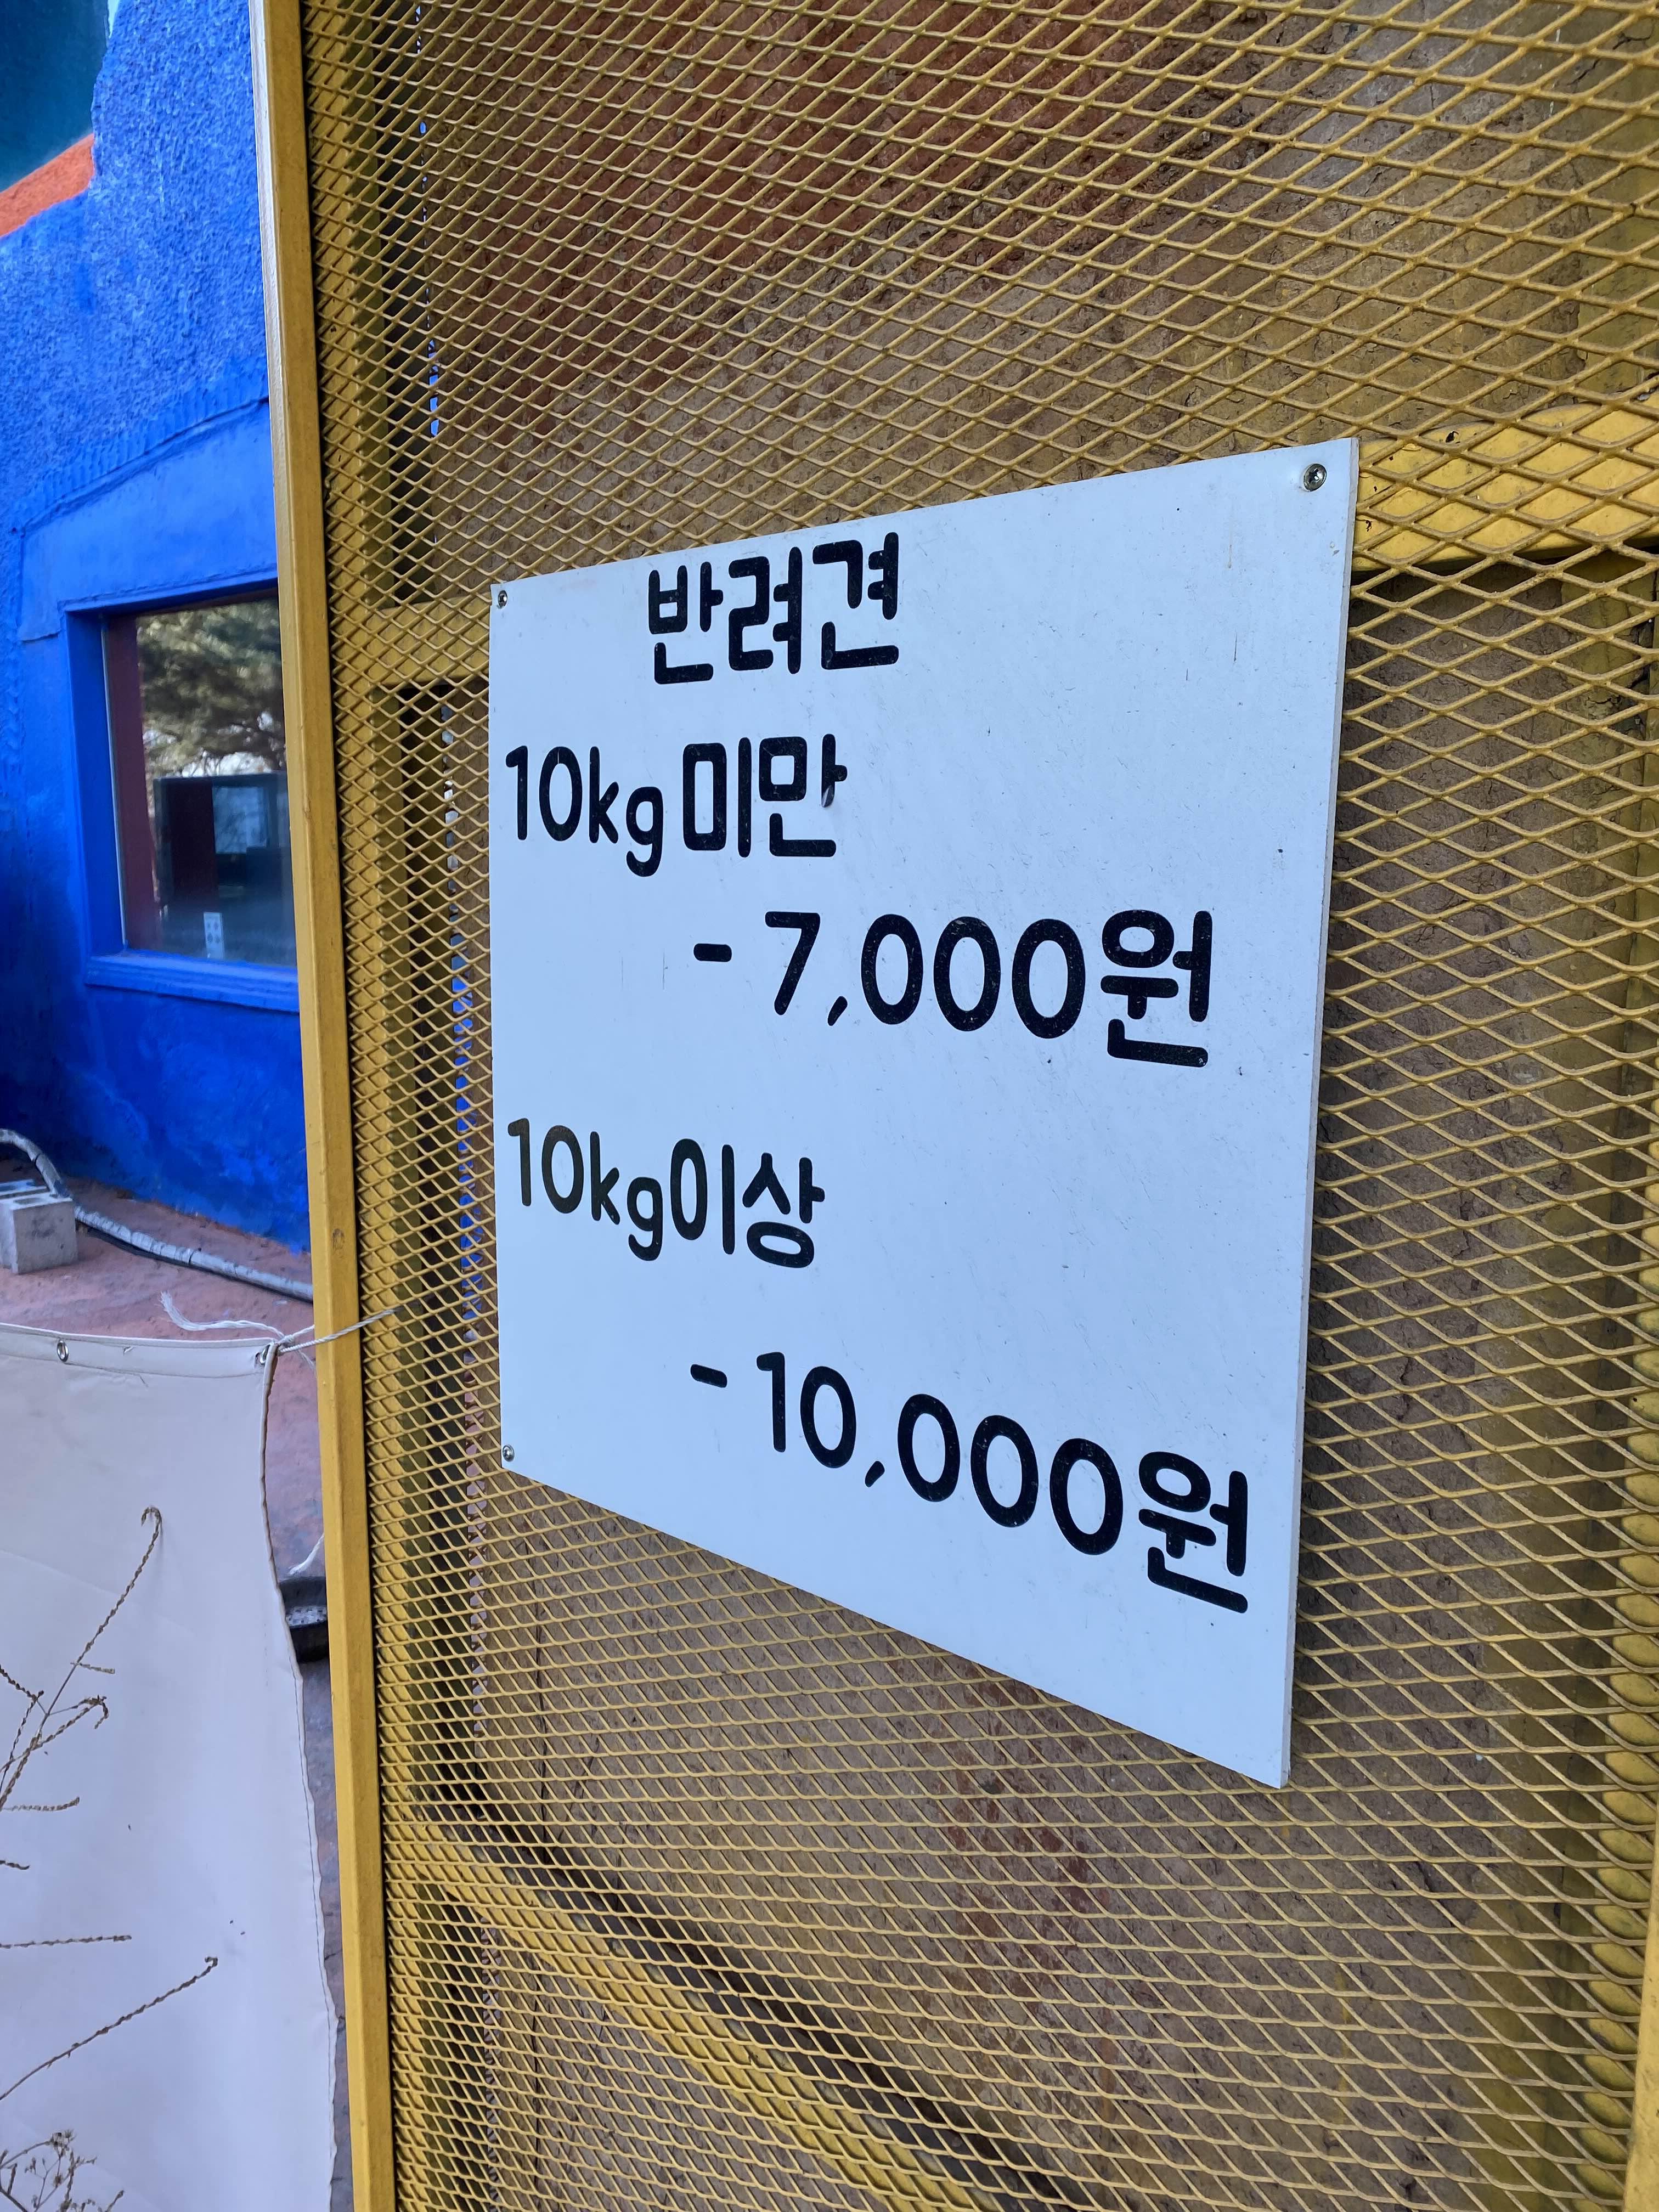 반려견
10kg 미만
- 7,000원
10kg이상
- 10,000원